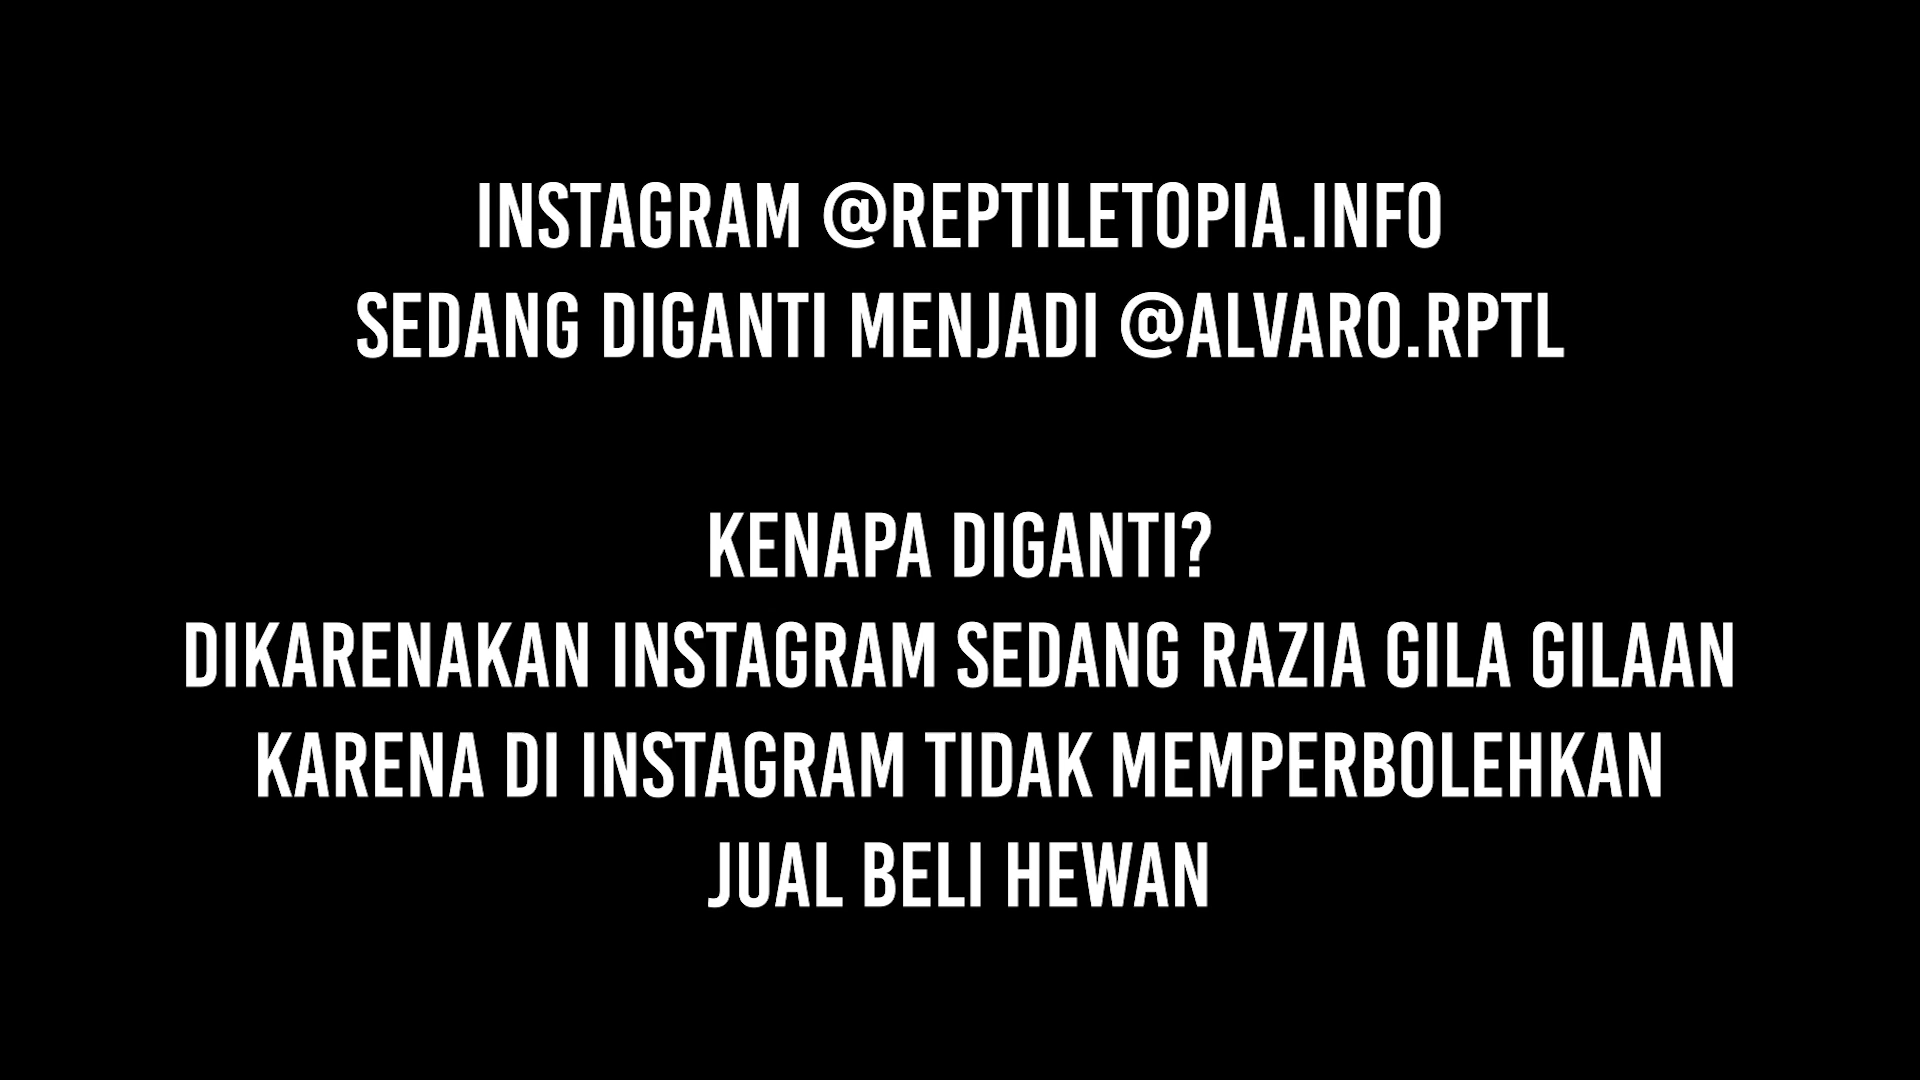 INSTAGRAM @REPTILETOPIA.INFO
SEDANG DIGANTI MENJADI @ALVARO.RPTL
KENAPA DIGANTI?
DIKARENAKAN INSTAGRAM SEDANG RAZIA GILA GILAAN
KARENA DI INSTAGRAM TIDAK MEMPERBOLEHKAN
JUAL BELI HEWAN